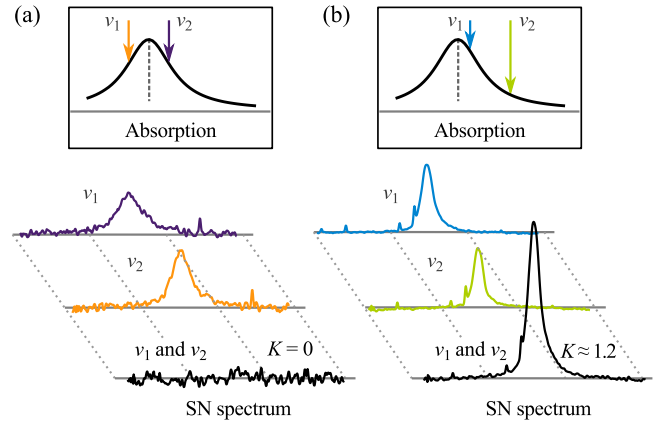 (a)
v₁ v₂
Absorption
v₁
v₂
v₁ and v₂ K = 0
SN spectrum
(b)
v₁ v₂
Absorption
v₁
v₂
v₁ and v₂ K ≈ 1.2
SN spectrum